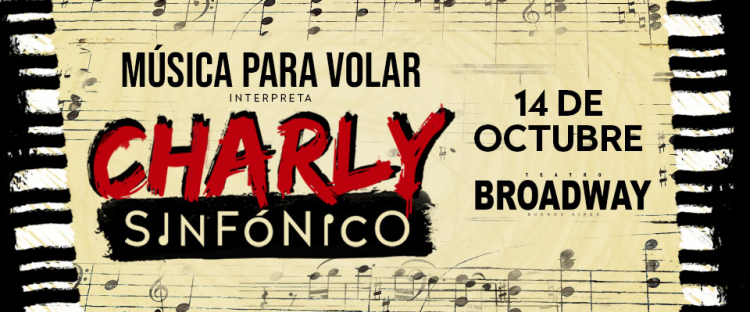 MÚSICA PARA VOLAR
INTERPRETA
CHARLY
SINFÓNICO
14 DE
OCTUBRE
TEATRO
BROADWAY
BUENOS AIRES